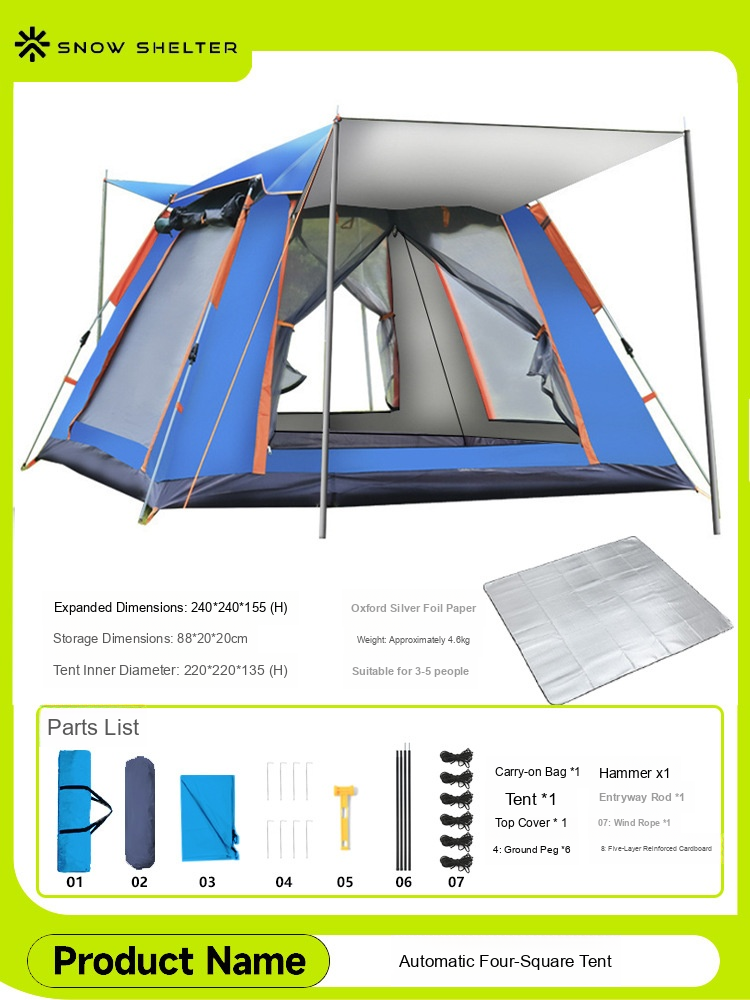 SNOW SHELTER
Expanded Dimensions: 240*240*155 (H)
Oxford Silver Foil Paper
Storage Dimensions: 88*20*20cm
Weight: Approximately 4.6kg
Tent Inner Diameter: 220*220*135 (H)
Suitable for 3-5 people
Parts List
Carry-on Bag *1
Hammer x1
Tent *1
Entryway Rod *1
Top Cover * 1
07: Wind Rope *1
4: Ground Peg *6
8: Five-Layer Reinforced Cardboard
01 02 03 04 05 06 07
Product Name
Automatic Four-Square Tent